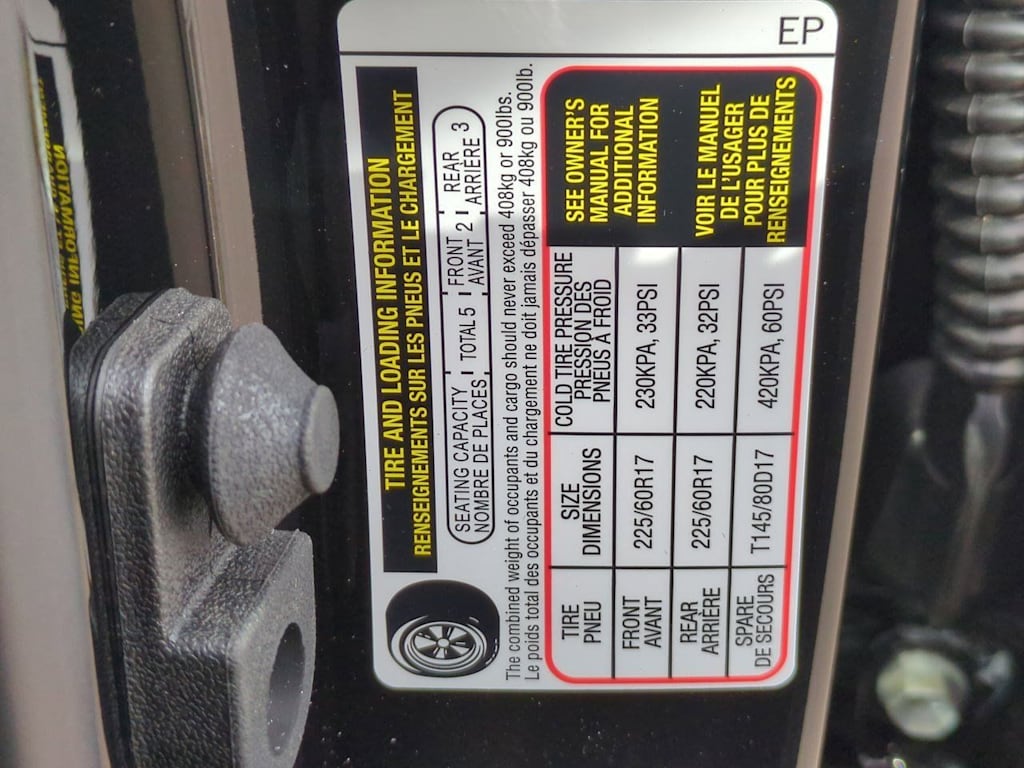 EP
TIRE AND LOADING INFORMATION
RENSEIGNEMENTS SUR LES PNEUS ET LE CHARGEMENT
SEATING CAPACITY
NOMBRE DE PLACES
TOTAL 5
FRONT
AVANT 2
REAR
ARRIÈRE 3
The combined weight of occupants and cargo should never exceed 408kg or 900lbs.
Le poids total des occupants et du chargement ne doit jamais dépasser 408kg ou 900lb.
TIRE
PNEU
SIZE
DIMENSIONS
COLD TIRE PRESSURE
PRESSION DES
PNEUS À FROID
SEE OWNER'S
MANUAL FOR
ADDITIONAL
INFORMATION
FRONT
AVANT
225/60R17
230KPA, 33PSI
REAR
ARRIÈRE
225/60R17
220KPA, 32PSI
VOIR LE MANUEL
DE L'USAGER
POUR PLUS DE
RENSEIGNEMENTS
SPARE
DE SECOURS
T145/80D17
420KPA, 60PSI